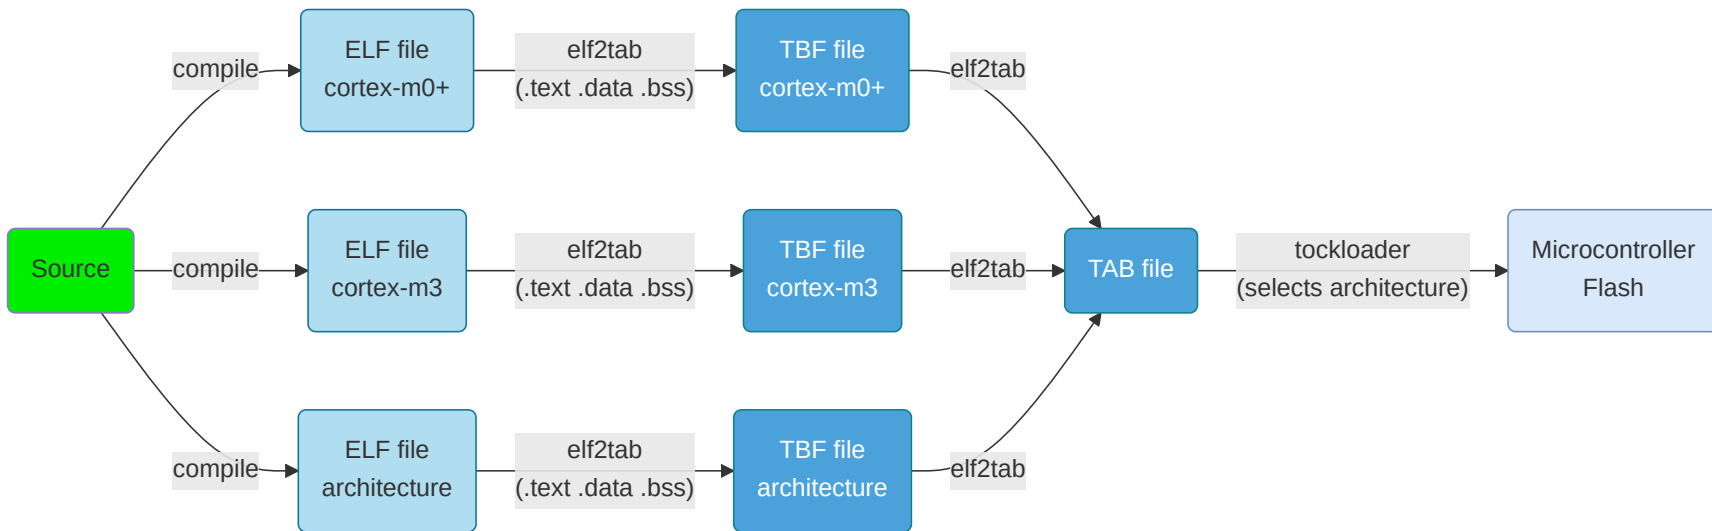 compile
ELF file
cortex-m0+
elf2tab
(.text .data .bss)
TBF file
cortex-m0+
elf2tab
Source
compile
ELF file
cortex-m3
elf2tab
(.text .data .bss)
TBF file
cortex-m3
elf2tab
TAB file
tockloader
(selects architecture)
Microcontroller
Flash
compile
ELF file
architecture
elf2tab
(.text .data .bss)
TBF file
architecture
elf2tab